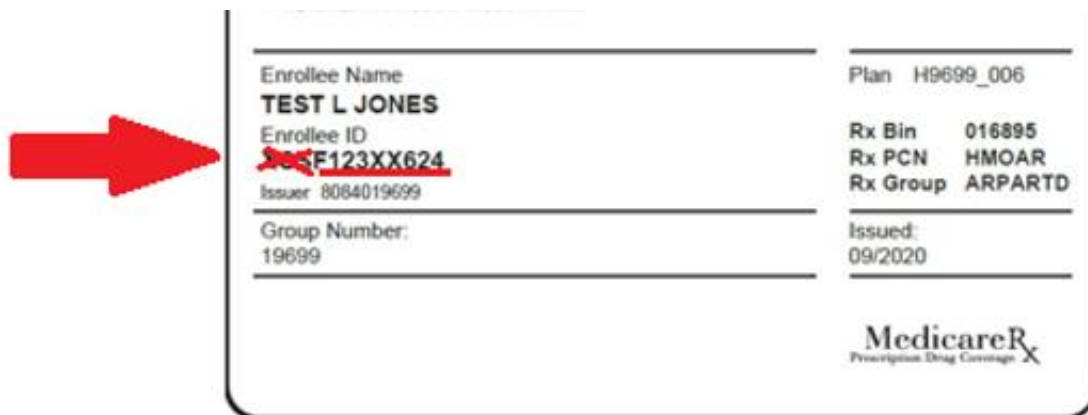 Enrollee Name
TEST L JONES
Enrollee ID
F123XX624
Issuer 8084019699
Group Number:
19699
Plan H9699_006
Rx Bin 016895
Rx PCN HMOAR
Rx Group ARPARTD
Issued:
09/2020
MedicareRx
Prescription Drug Coverage